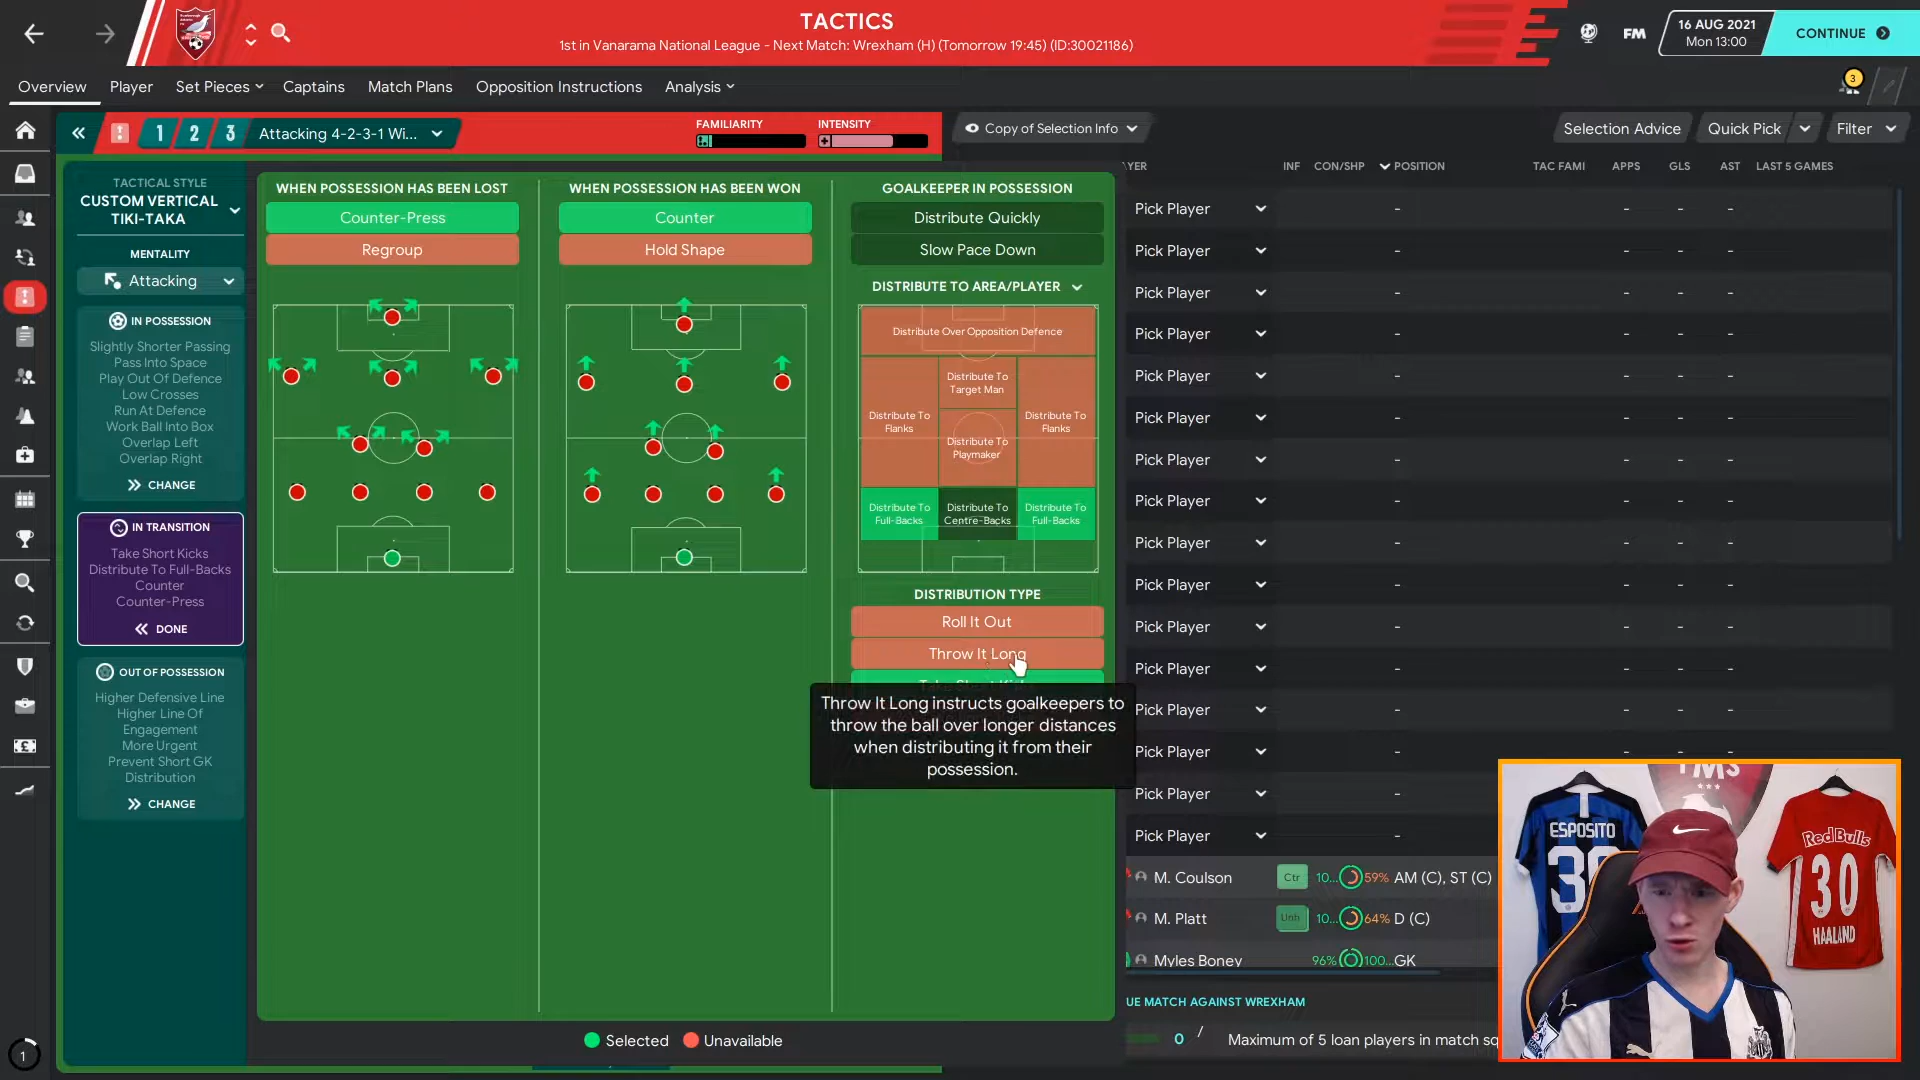 TACTICS
1st in Vanarama National League - Next Match: Wrexham (H) (Tomorrow 19:45) (ID:30021186)
FM
16 AUG 2021
Mon 13:00
CONTINUE
Overview
Player
Set Pieces
Captains
Match Plans
Opposition Instructions
Analysis
3
1
2
3
Attacking 4-2-3-1 Wi...
FAMILIARITY
INTENSITY
Copy of Selection Info
Selection Advice
Quick Pick
Filter
TACTICAL STYLE
CUSTOM VERTICAL
TIKI-TAKA
MENTALITY
Attacking
IN POSSESSION
Slightly Shorter Passing
Pass Into Space
Play Out Of Defence
Low Crosses
Run At Defence
Work Ball Into Box
Overlap Left
Overlap Right
CHANGE
IN TRANSITION
Take Short Kicks
Distribute To Full-Backs
Counter
Counter-Press
DONE
OUT OF POSSESSION
Higher Defensive Line
Higher Line Of
Engagement
More Urgent
Prevent Short GK
Distribution
CHANGE
WHEN POSSESSION HAS BEEN LOST
Counter-Press
Regroup
WHEN POSSESSION HAS BEEN WON
Counter
Hold Shape
GOALKEEPER IN POSSESSION
Distribute Quickly
Slow Pace Down
DISTRIBUTE TO AREA/PLAYER
Distribute Over Opposition Defence
Distribute To
Target Man
Distribute To
Flanks
Distribute To
Playmaker
Distribute To
Flanks
Distribute To
Full-Backs
Distribute To
Centre-Backs
Distribute To
Full-Backs
DISTRIBUTION TYPE
Roll It Out
Throw It Long
Throw It Long instructs goalkeepers to
throw the ball over longer distances
when distributing it from their
possession.
Selected
Unavailable
YER
INF
CON/SHP
POSITION
TAC FAMI
APPS
GLS
AST
LAST 5 GAMES
Pick Player - - - -
Pick Player - - - -
Pick Player - - - -
Pick Player - - - -
Pick Player - - - -
Pick Player - - - -
Pick Player - - - -
Pick Player - - - -
Pick Player - - - -
Pick Player - - - -
Pick Player - - - -
Pick Player - - - -
Pick Player - - - -
Pick Player - - - -
Pick Player -
Pick Player -
M. Coulson Ctr 10... 59% AM (C), ST (C)
M. Platt Unh 10... 64% D (C)
Myles Boney 96% 100... GK
UE MATCH AGAINST WREXHAM
0 / Maximum of 5 loan players in match sq
1
ESPOSITO
Red Bulls
30
HAALAND